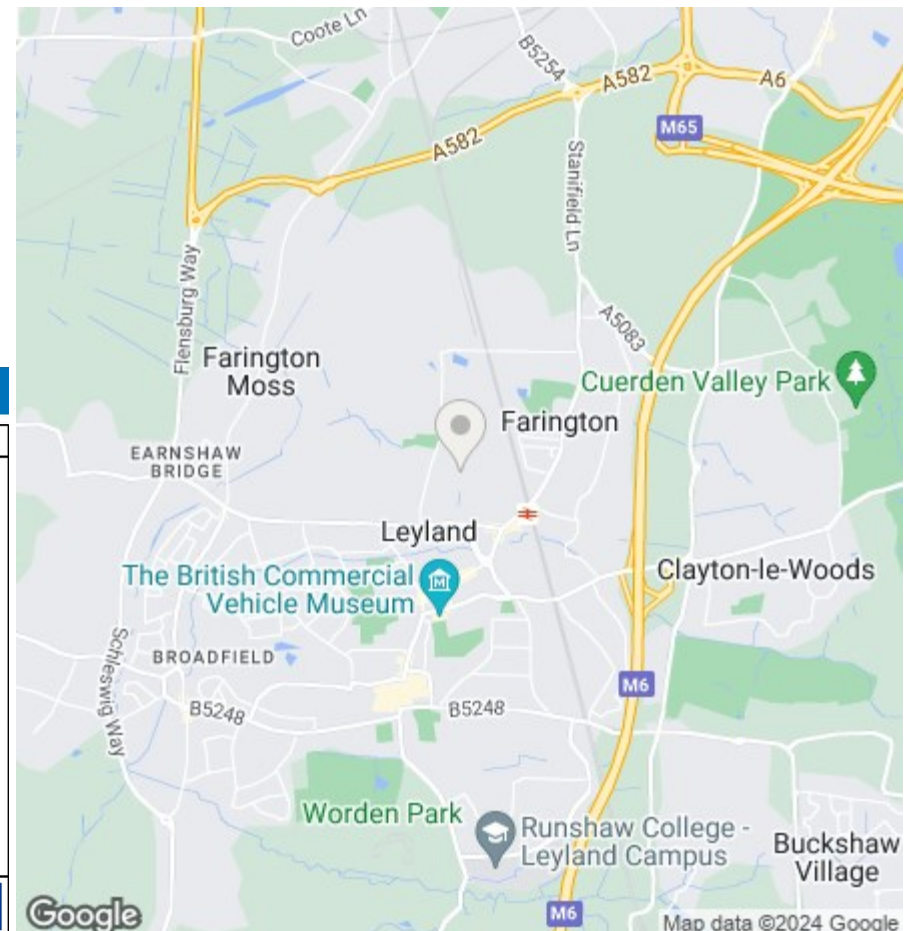 Coote Ln
B5254
A582
A6
M65
A582
Stanifield Ln
Flensburg Way
A5083
Farington
Moss
Cuerden Valley Park
Farington
EARNSHAW
BRIDGE
Leyland
The British Commercial
Vehicle Museum
Clayton-le-Woods
Schleswig Way
BROADFIELD
M6
B5248
B5248
Worden Park
Runshaw College -
Leyland Campus
Buckshaw
Village
M6
Google
Map data ©2024 Google